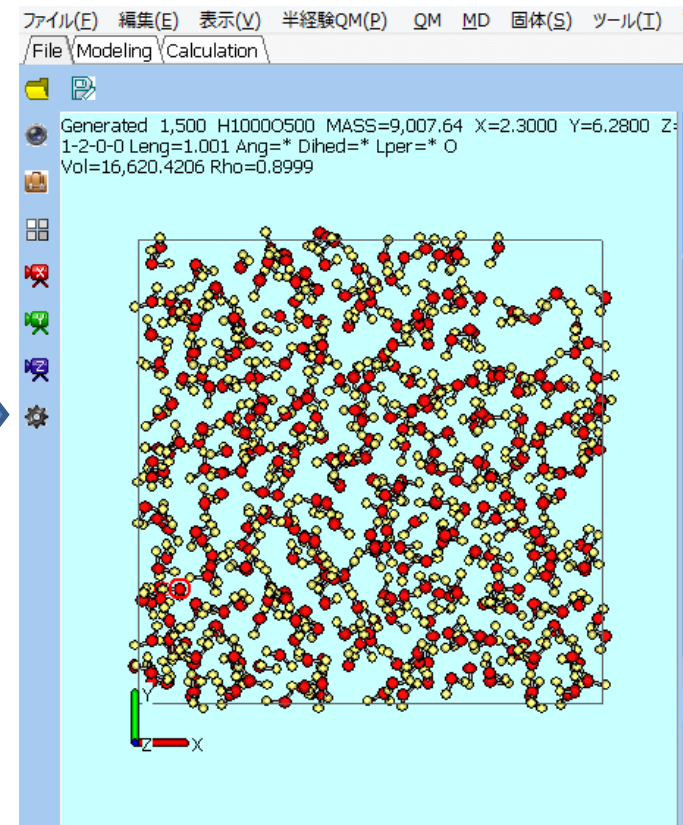 ファイル(F) 編集(E) 表示(V) 半経験QM(P) QM MD 固体(S) ツール(T)
File Modeling Calculation
Generated 1,500 H1000O500 MASS=9,007.64 X=2.3000 Y=6.2800 Z=
1-2-0-0 Leng=1.001 Ang=* Dihed=* Lper=* O
Vol=16,620.4206 Rho=0.8999
X
Y
Z
Y
Z X